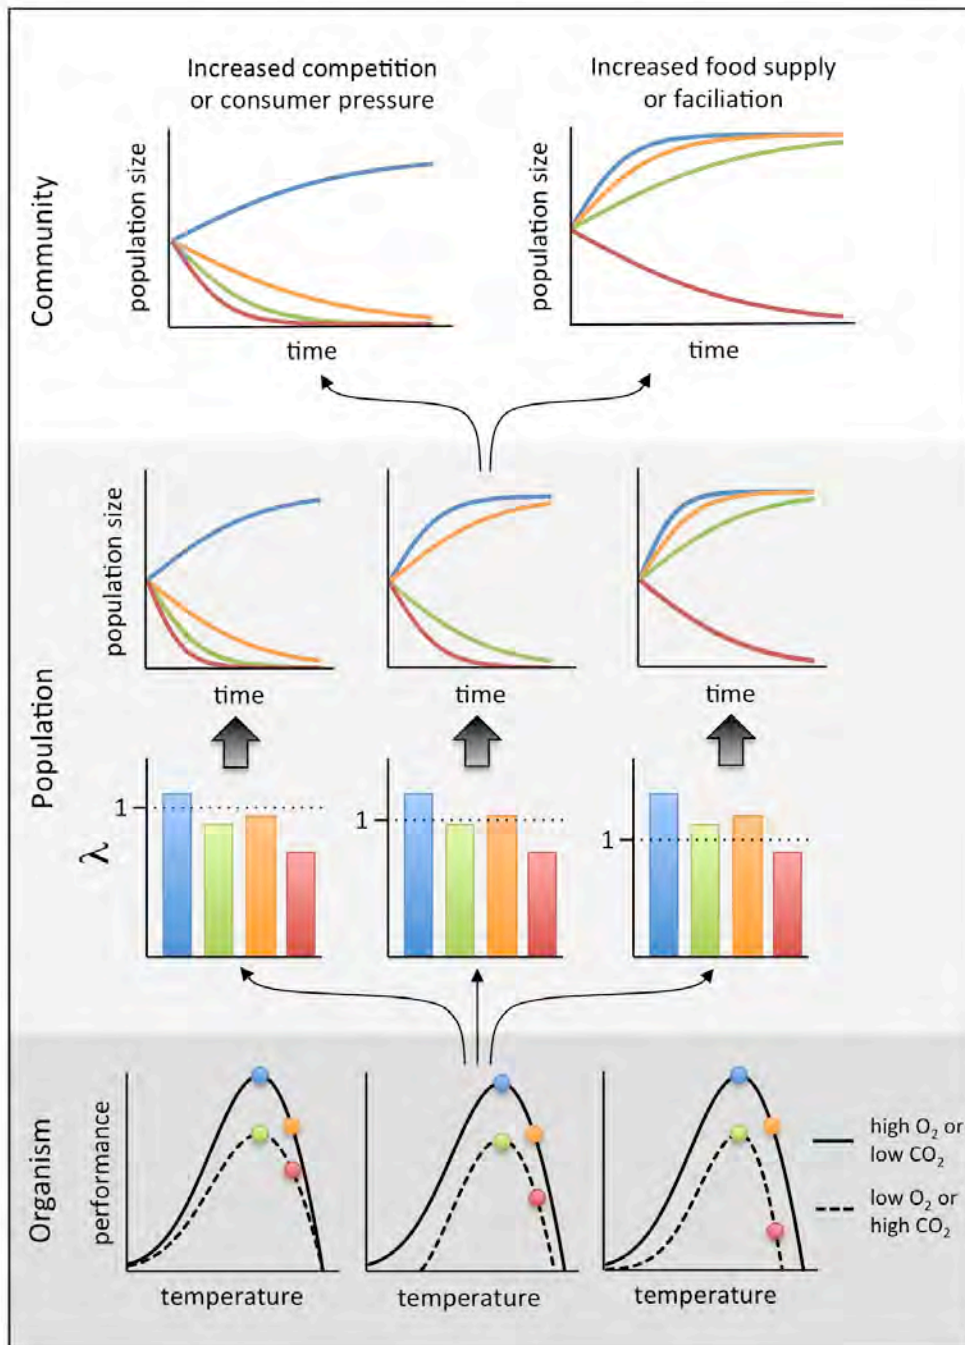 Increased competition
or consumer pressure
Increased food supply
or faciliation
Community
population size
time
population size
time
Population
population size
time
time
time
λ
1
1
1
Organism
performance
temperature
temperature
temperature
high O₂ or
low CO₂
low O₂ or
high CO₂